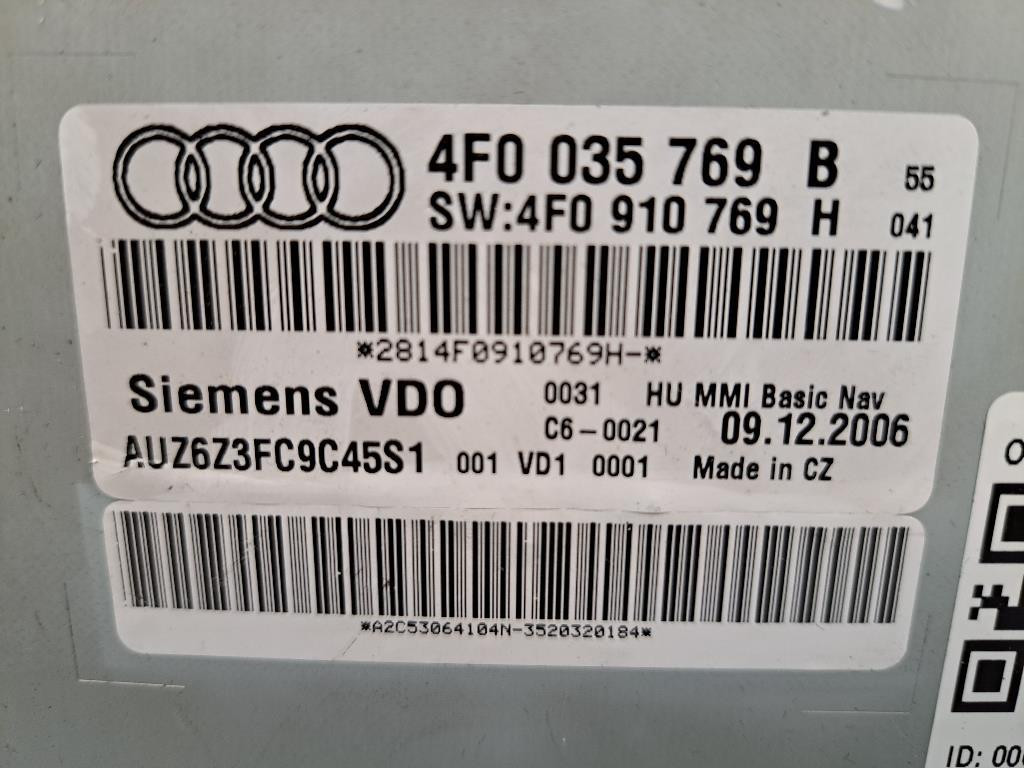 4F0 035 769 B 55
SW:4F0 910 769 H 041
*2814F0910769H-*
Siemens VDO 0031 HU MMI Basic Nav
C6-0021 09.12.2006
AUZ6Z3FC9C45S1 001 VD1 0001 Made in CZ
*A2C53064104N-3520320184*
ID: